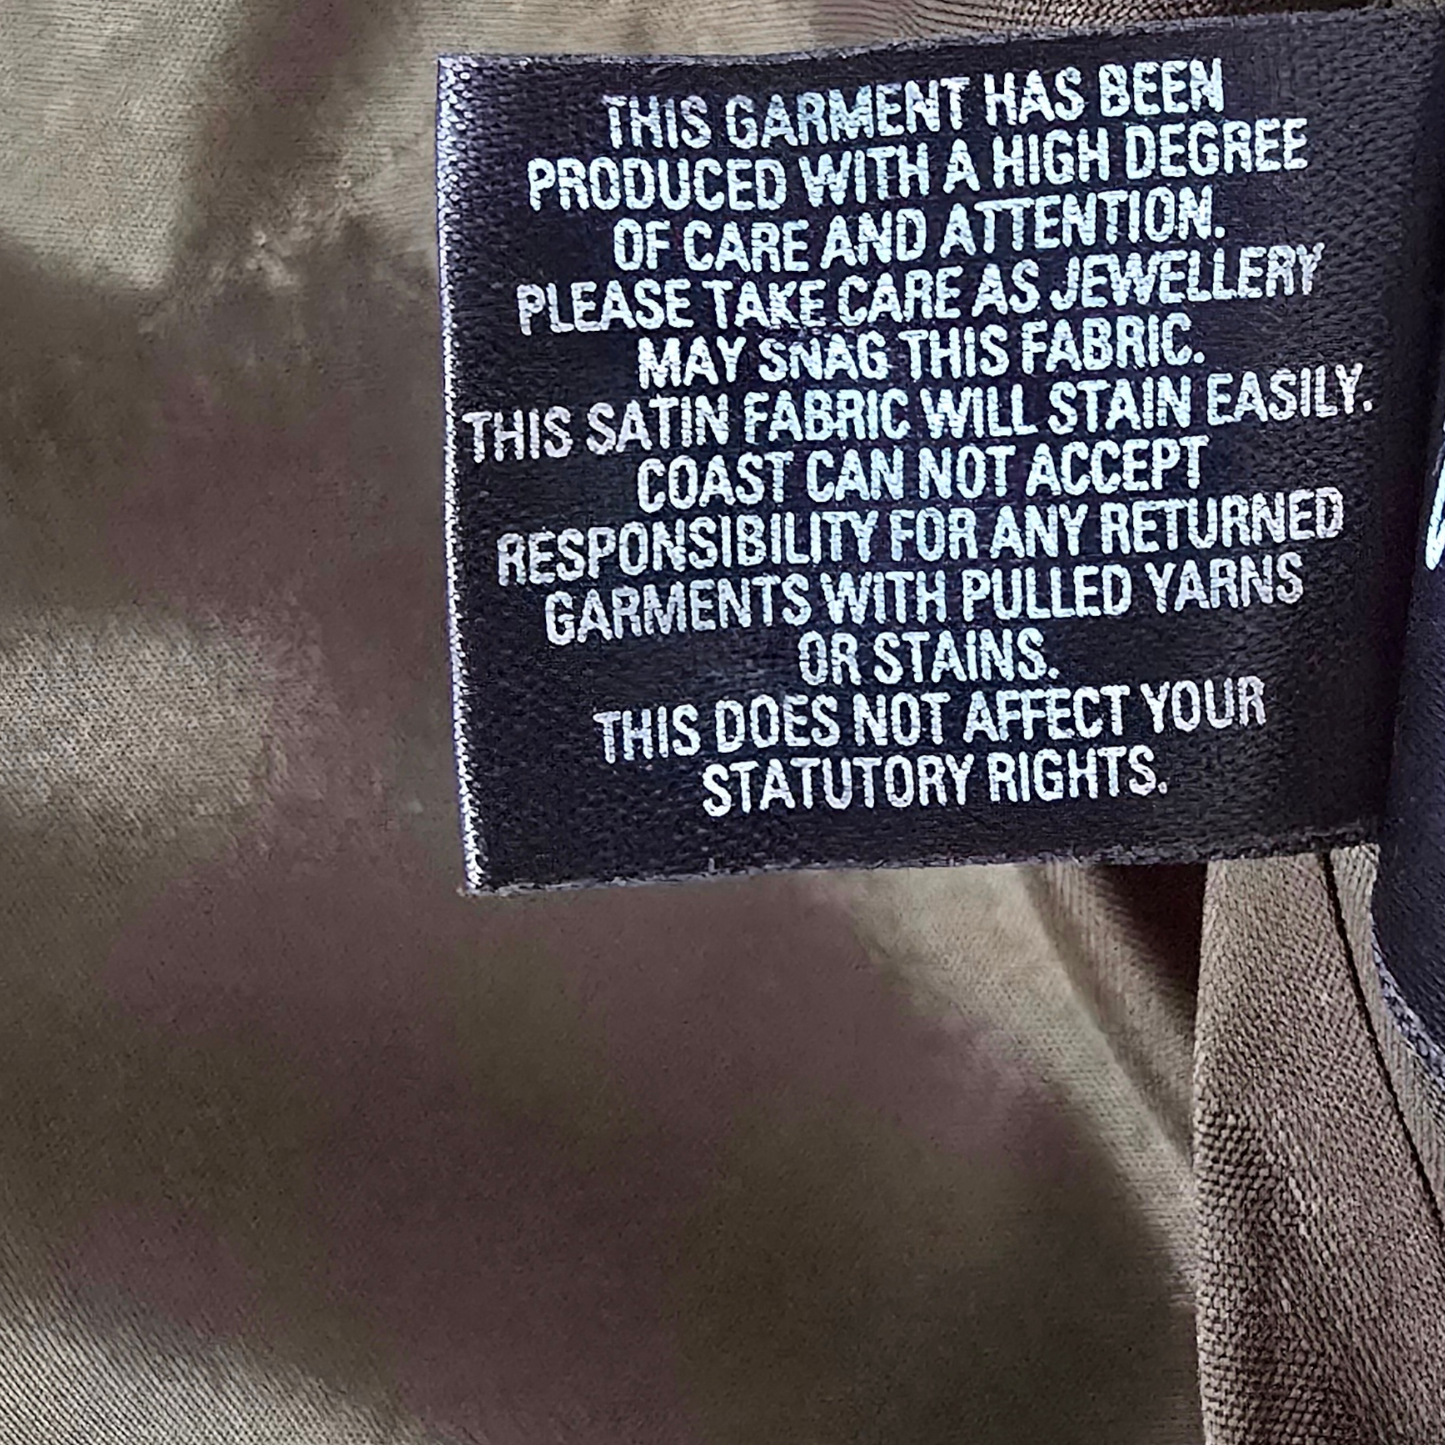 THIS GARMENT HAS BEEN
PRODUCED WITH A HIGH DEGREE
OF CARE AND ATTENTION.
PLEASE TAKE CARE AS JEWELLERY
MAY SNAG THIS FABRIC.
THIS SATIN FABRIC WILL STAIN EASILY.
COAST CAN NOT ACCEPT
RESPONSIBILITY FOR ANY RETURNED
GARMENTS WITH PULLED YARNS
OR STAINS.
THIS DOES NOT AFFECT YOUR
STATUTORY RIGHTS.